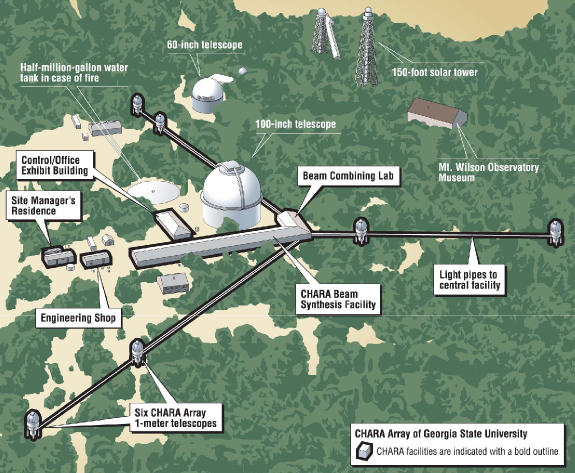 60-inch telescope
Half-million-gallon water
tank in case of fire
150-foot solar tower
100-inch telescope
Control/Office
Exhibit Building
Beam Combining Lab
Mt. Wilson Observatory
Museum
Site Manager's
Residence
Light pipes to
central facility
CHARA Beam
Synthesis Facility
Engineering Shop
Six CHARA Array
1-meter telescopes
CHARA Array of Georgia State University
CHARA facilities are indicated with a bold outline